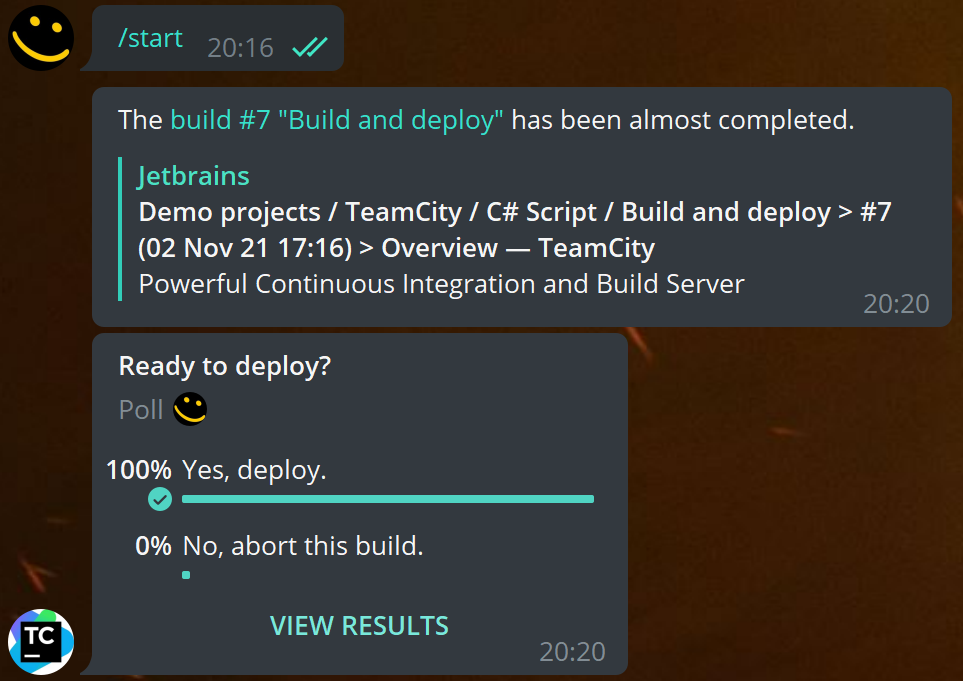 /start 20:16
The build #7 "Build and deploy" has been almost completed.
Jetbrains
Demo projects / TeamCity / C# Script / Build and deploy > #7
(02 Nov 21 17:16) > Overview — TeamCity
Powerful Continuous Integration and Build Server
20:20
Ready to deploy?
Poll
100% Yes, deploy.
0% No, abort this build.
VIEW RESULTS
20:20
TC